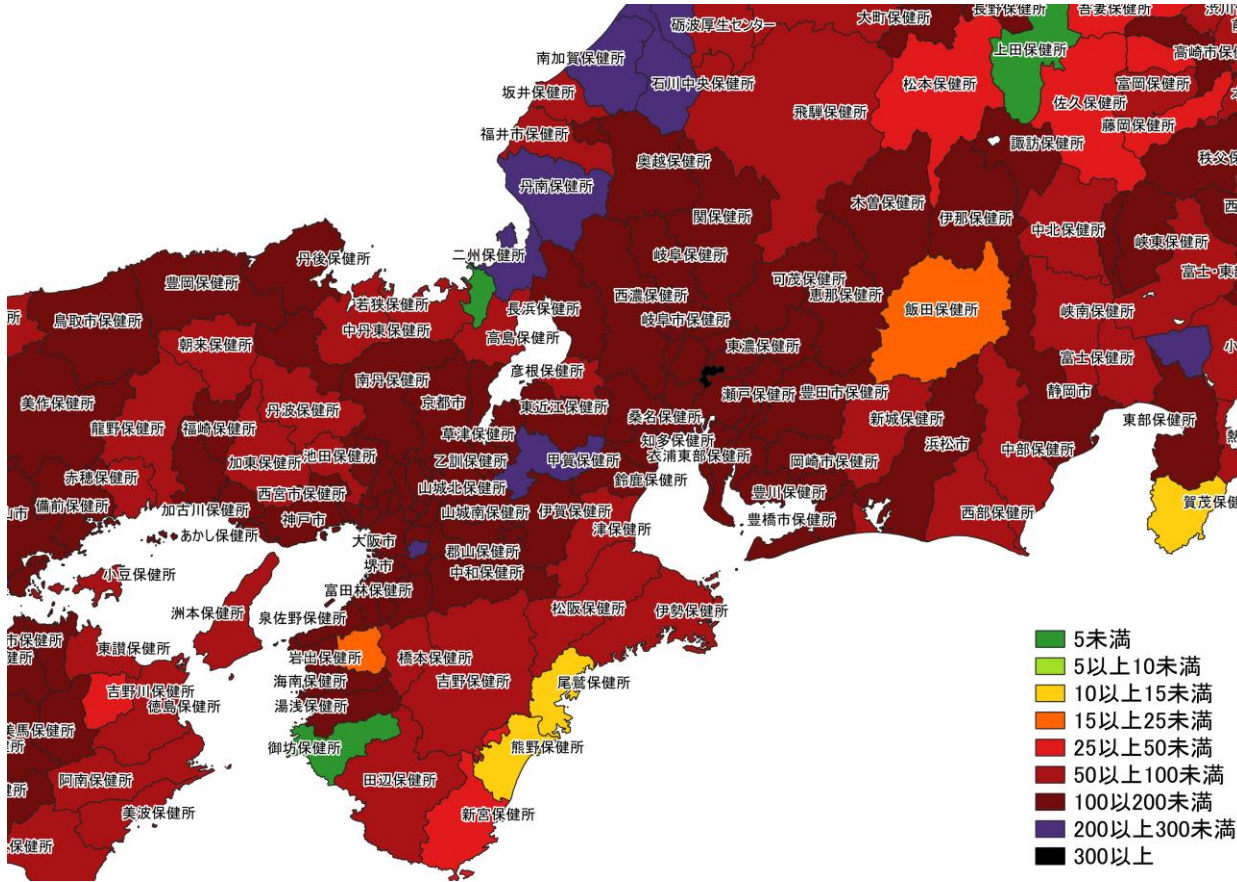 長野保健所
吾妻保健所
渋川
大町保健所
砺波厚生センター
南加賀保健所
上田保健所
高崎市保健
石川中央保健所
松本保健所
富岡保健所
坂井保健所
佐久保健所
飛騨保健所
藤岡保健所
福井市保健所
諏訪保健所
奥越保健所
秩父保
丹南保健所
木曽保健所
関保健所
伊那保健所
中北保健所
峡東保健所
二州保健所
岐阜保健所
丹後保健所
富士・東部
豊岡保健所
可茂保健所
西濃保健所
恵那保健所
若狭保健所
長浜保健所
飯田保健所
峡南保健所
所
鳥取市保健所
岐阜市保健所
中丹東保健所
高島保健所
朝来保健所
東濃保健所
小
富士保健所
彦根保健所
南丹保健所
瀬戸保健所
豊田市保健所
静岡市
美作保健所
京都市
東近江保健所
丹波保健所
桑名保健所
新城保健所
東部保健所
龍野保健所
福崎保健所
草津保健所
知多保健所
浜松市
中部保健所
熱
加東保健所
池田保健所
乙訓保健所
甲賀保健所
衣浦東部保健所
岡崎市保健所
赤穂保健所
山城北保健所
鈴鹿保健所
西宮市保健所
豊川保健所
賀茂保健
備前保健所
山市
加古川保健所
山城南保健所
伊賀保健所
西部保健所
神戸市
豊橋市保健所
津保健所
あかし保健所
大阪市
郡山保健所
堺市
中和保健所
小豆保健所
富田林保健所
洲本保健所
泉佐野保健所
松阪保健所
伊勢保健所
市保健所
東讃保健所
健所
岩出保健所
橋本保健所
海南保健所
吉野保健所
尾鷲保健所
吉野川保健所
徳島保健所
湯浅保健所
美馬保健所
御坊保健所
熊野保健所
阿南保健所
田辺保健所
健所
美波保健所
新宮保健所
保健所
5未満
5以上10未満
10以上15未満
15以上25未満
25以上50未満
50以上100未満
100以200未満
200以上300未満
300以上